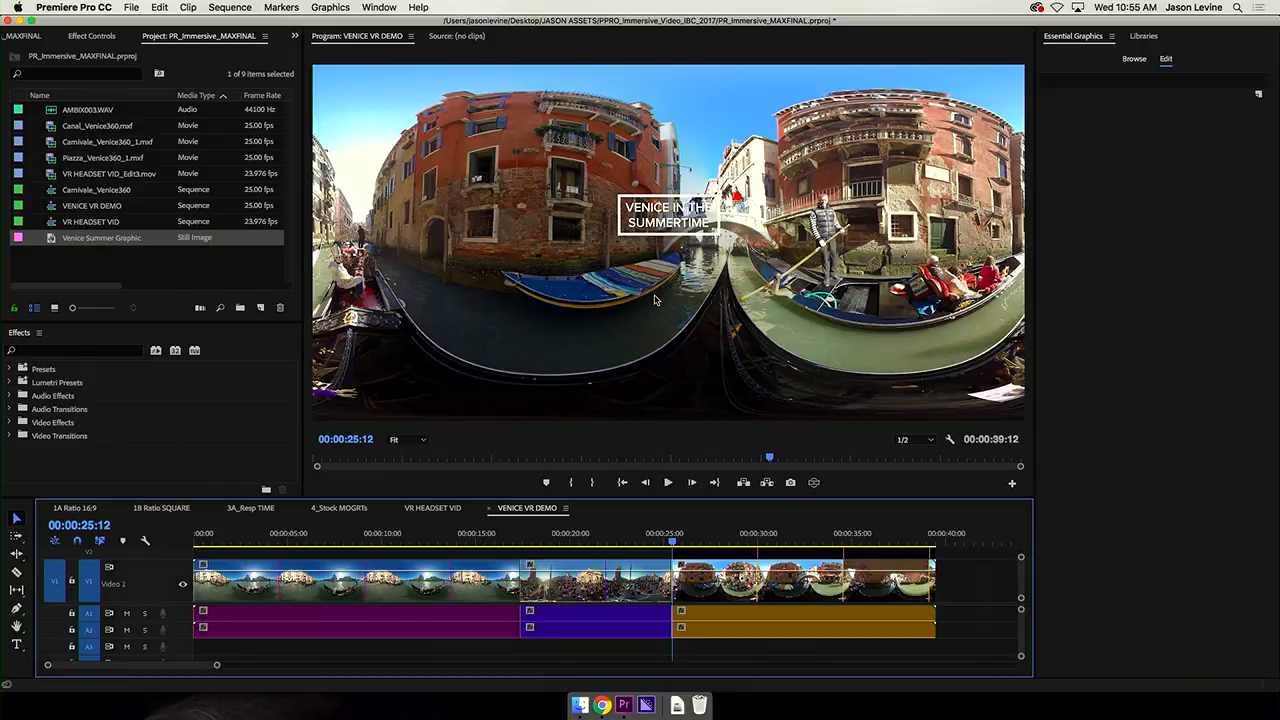 Premiere Pro CC File Edit Clip Sequence Markers Graphics Window Help
Wed 10:55 AM Jason Levine
/Users/jasonlevine/Desktop/JASON ASSETS/PPRO_Immersive_Video_IBC_2017/PR_Immersive_MAXFINAL.prproj *
_MAXFINAL Effect Controls Project: PR_Immersive_MAXFINAL
Program: VENICE VR DEMO Source: (no clips)
Essential Graphics Libraries
PR_Immersive_MAXFINAL.prproj
Browse Edit
1 of 9 items selected
Name Media Type Frame Rate
AMBIX003.WAV Audio 44100 Hz
Canal_Venice360.mxf Movie 25.00 fps
Carnivale_Venice360_1.mxf Movie 25.00 fps
Piazza_Venice360_1.mxf Movie 25.00 fps
VR HEADSET VID_Edit3.mov Movie 23.976 fps
Carnivale_Venice360 Sequence 25.00 fps
VENICE VR DEMO Sequence 25.00 fps
VR HEADSET VID Sequence 23.976 fps
Venice Summer Graphic Still Image
VENICE IN THE
SUMMERTIME
Effects
Presets
Lumetri Presets
Audio Effects
Audio Transitions
Video Effects
Video Transitions
00:00:25:12 Fit 1/2 00:00:39:12
1A Ratio 16:9 1B Ratio SQUARE 3A_Resp TIME 4_Stock MOGRTs VR HEADSET VID VENICE VR DEMO
00:00:25:12
:00:00 00:00:05:00 00:00:10:00 00:00:15:00 00:00:20:00 00:00:25:00 00:00:30:00 00:00:35:00 00:00:40:00
V2
V1 V1 Video 1
A1 M S
A2 M S
A3 M S
fx fx fx
T
Pr